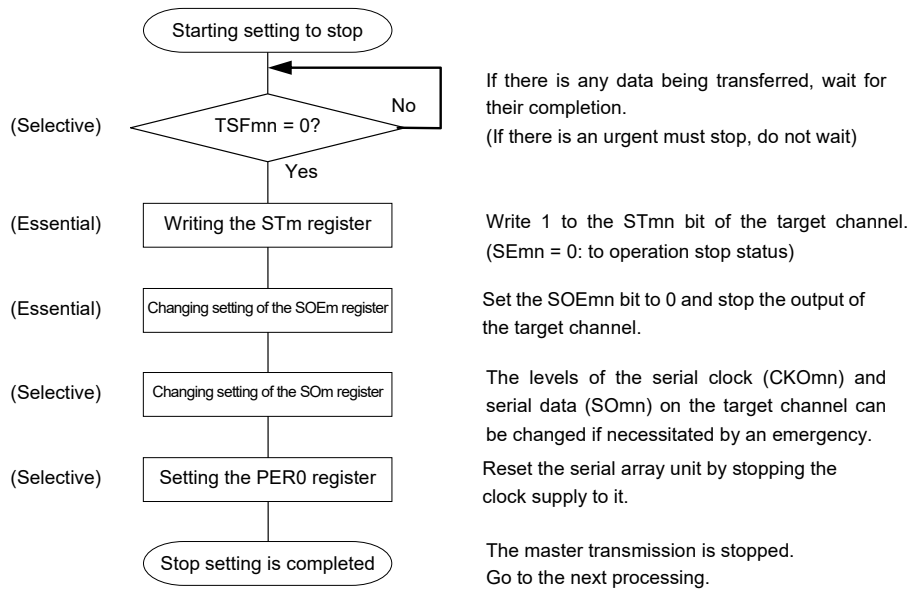 Starting setting to stop
If there is any data being transferred, wait for
their completion.
(If there is an urgent must stop, do not wait)
No
(Selective)
TSFmn = 0?
Yes
(Essential)
Writing the STm register
Write 1 to the STmn bit of the target channel.
(SEmn = 0: to operation stop status)
(Essential)
Changing setting of the SOEm register
Set the SOEmn bit to 0 and stop the output of
the target channel.
(Selective)
Changing setting of the SOm register
The levels of the serial clock (CKOmn) and
serial data (SOmn) on the target channel can
be changed if necessitated by an emergency.
(Selective)
Setting the PER0 register
Reset the serial array unit by stopping the
clock supply to it.
Stop setting is completed
The master transmission is stopped.
Go to the next processing.